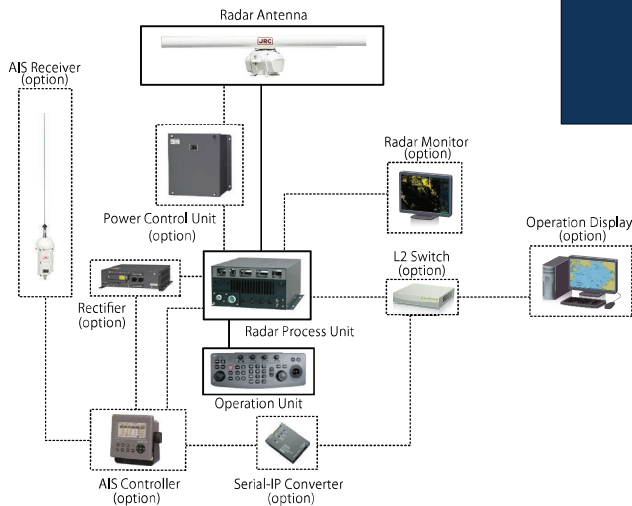 Radar Antenna
JRC
AIS Receiver
(option)
Power Control Unit
(option)
Radar Monitor
(option)
Operation Display
(option)
L2 Switch
(option)
Rectifier
(option)
Radar Process Unit
Operation Unit
AIS Controller
(option)
Serial-IP Converter
(option)